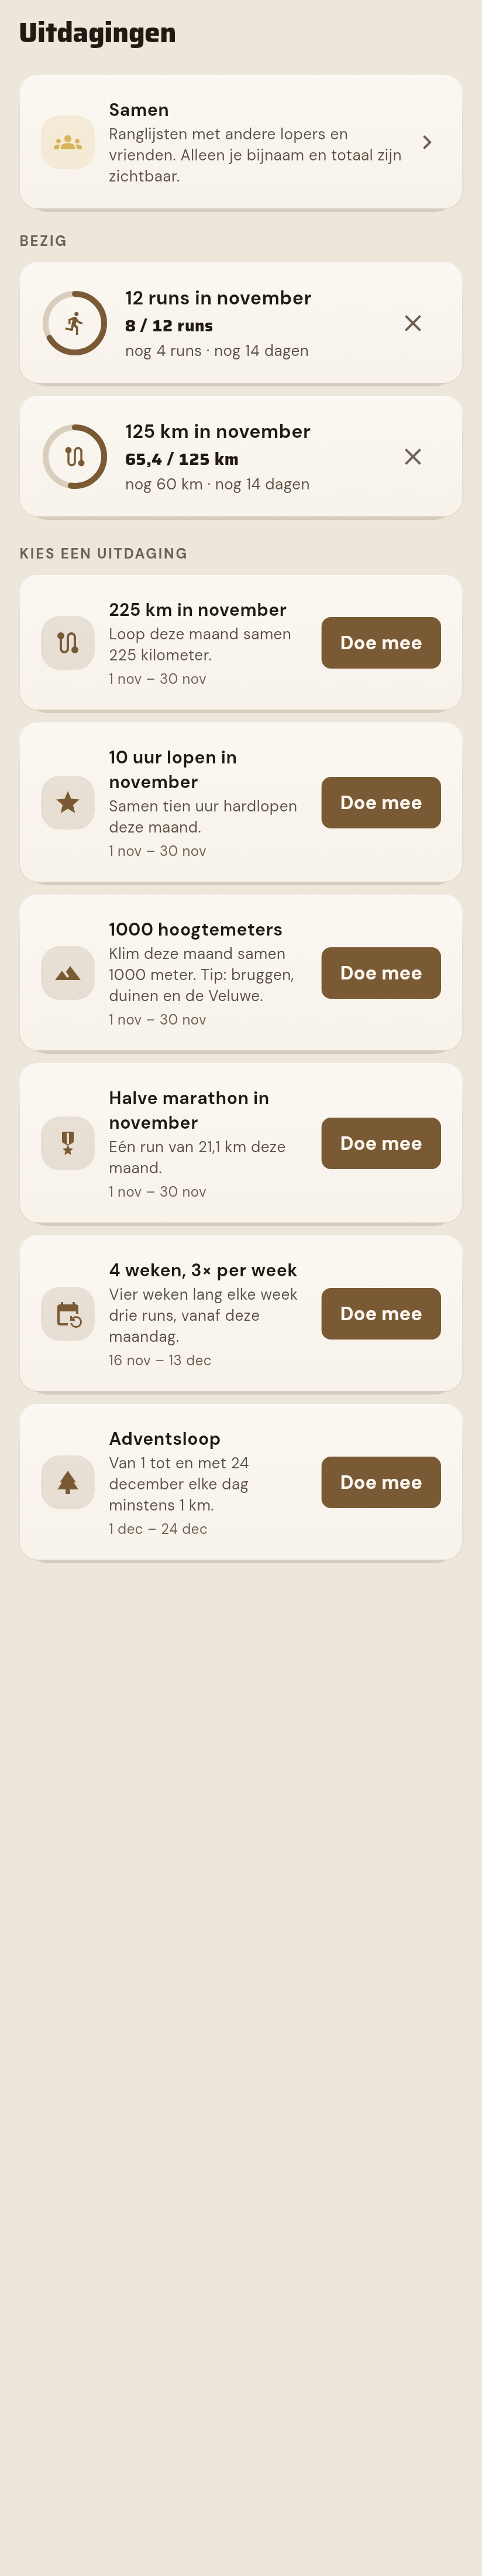 Uitdagingen
Samen
Ranglijsten met andere lopers en
vrienden. Alleen je bijnaam en totaal zijn
zichtbaar.
BEZIG
12 runs in november
8 / 12 runs
nog 4 runs · nog 14 dagen
125 km in november
65,4 / 125 km
nog 60 km · nog 14 dagen
KIES EEN UITDAGING
225 km in november
Loop deze maand samen
225 kilometer.
1 nov – 30 nov
Doe mee
10 uur lopen in
november
Samen tien uur hardlopen
deze maand.
1 nov – 30 nov
Doe mee
1000 hoogtemeters
Klim deze maand samen
1000 meter. Tip: bruggen,
duinen en de Veluwe.
1 nov – 30 nov
Doe mee
Halve marathon in
november
Eén run van 21,1 km deze
maand.
1 nov – 30 nov
Doe mee
4 weken, 3× per week
Vier weken lang elke week
drie runs, vanaf deze
maandag.
16 nov – 13 dec
Doe mee
Adventsloop
Van 1 tot en met 24
december elke dag
minstens 1 km.
1 dec – 24 dec
Doe mee